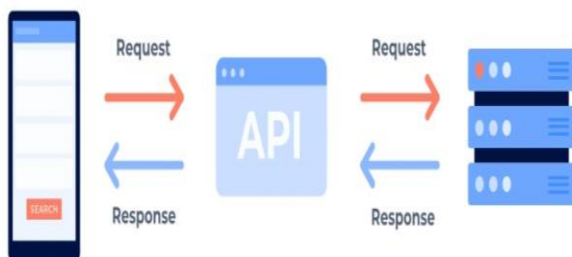 Request
Request
API
SEARCH
Response
Response